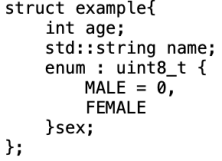 struct example{
    int age;
    std::string name;
    enum : uint8_t {
        MALE = 0,
        FEMALE
    }sex;
};